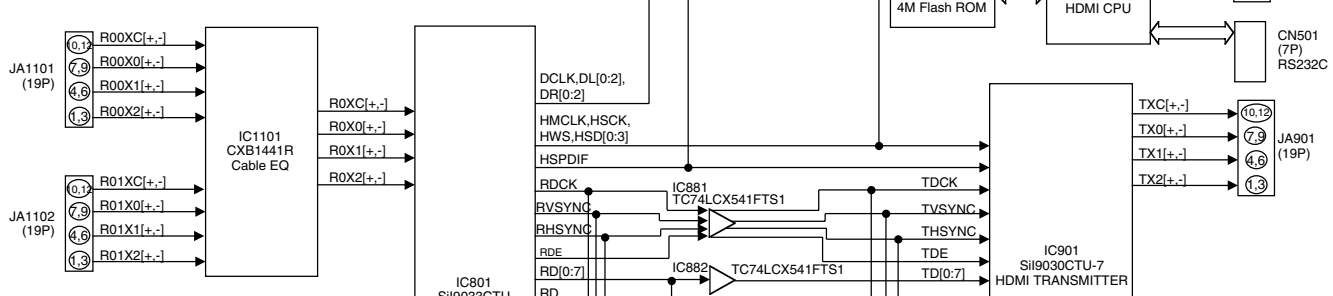 4M Flash ROM
HDMI CPU
CN501
(7P)
RS232C
JA1101
(19P)
10,12
7,9
4,6
1,3
R00XC[+,-]
R00X0[+,-]
R00X1[+,-]
R00X2[+,-]
JA1102
(19P)
10,12
7,9
4,6
1,3
R01XC[+,-]
R01X0[+,-]
R01X1[+,-]
R01X2[+,-]
IC1101
CXB1441R
Cable EQ
R0XC[+,-]
R0X0[+,-]
R0X1[+,-]
R0X2[+,-]
IC801
DCLK,DL[0:2],
DR[0:2]
HMCLK,HSCK,
HWS,HSD[0:3]
HSPDIF
RDCK
RVSYNC
RHSYNC
RDE
RD[0:7]
RD
IC881
TC74LCX541FTS1
IC882
TC74LCX541FTS1
TDCK
TVSYNC
THSYNC
TDE
TD[0:7]
IC901
SiI9030CTU-7
HDMI TRANSMITTER
TXC[+,-]
TX0[+,-]
TX1[+,-]
TX2[+,-]
10,12
7,9
4,6
1,3
JA901
(19P)